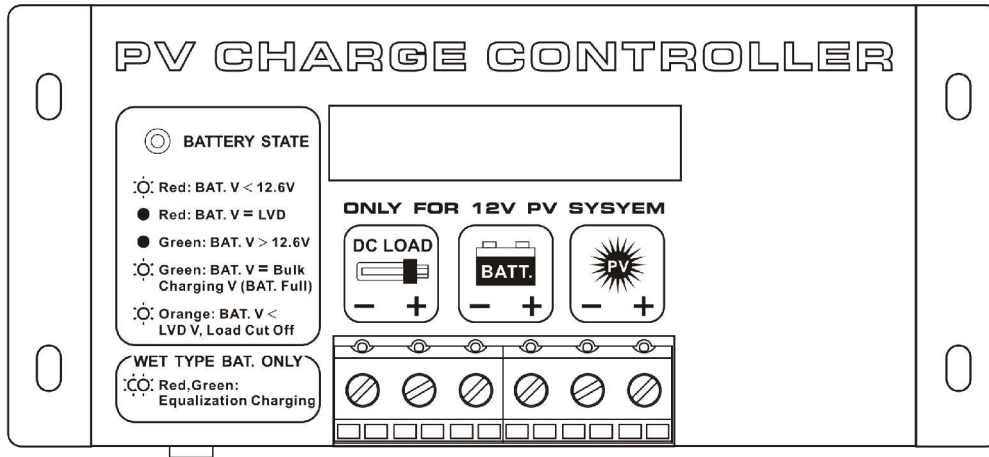 PV CHARGE CONTROLLER
BATTERY STATE
Red: BAT. V < 12.6V
Red: BAT. V = LVD
Green: BAT. V > 12.6V
Green: BAT. V = Bulk
Charging V (BAT. Full)
Orange: BAT. V <
LVD V, Load Cut Off
WET TYPE BAT. ONLY
Red,Green:
Equalization Charging
ONLY FOR 12V PV SYSYEM
DC LOAD
− +
BATT.
− +
PV
− +